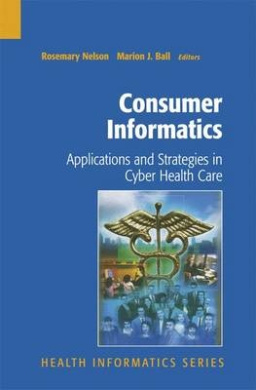 Rosemary Nelson Marion J. Ball Editors
Consumer
Informatics
Applications and Strategies in
Cyber Health Care
HEALTH INFORMATICS SERIES